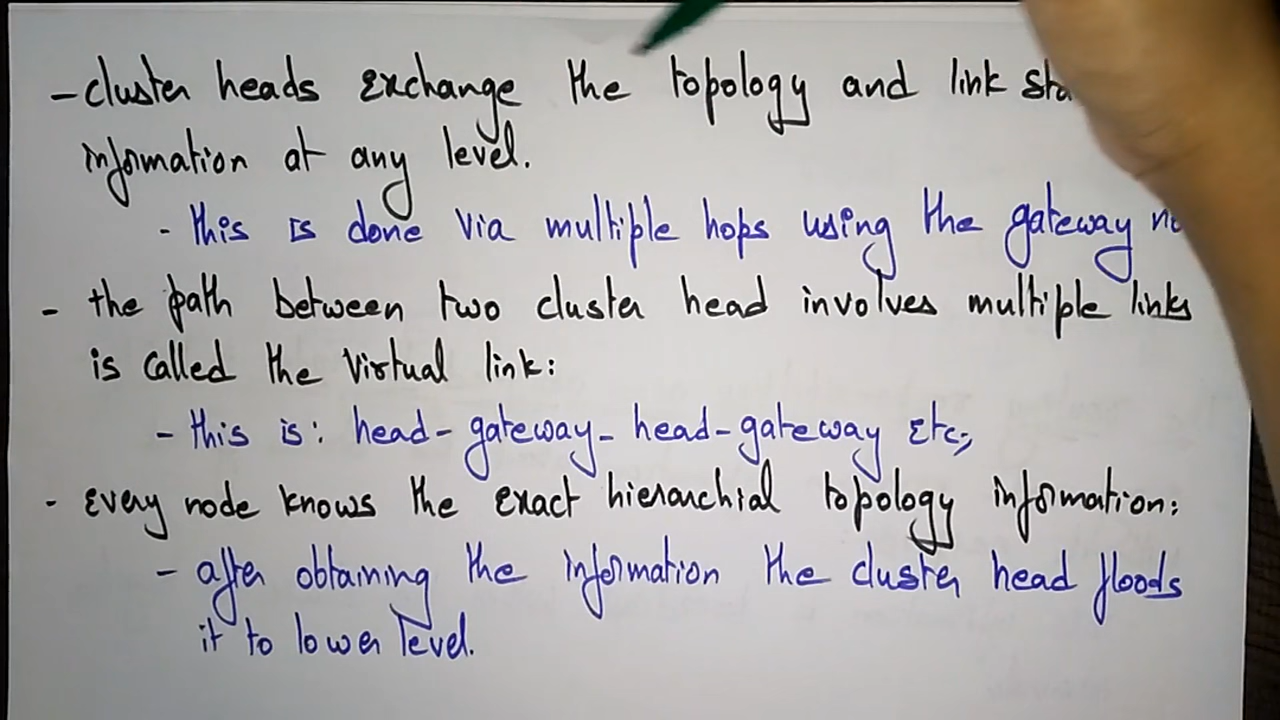 - cluster heads exchange the topology and link
information at any level.
- this is done via multiple hops using the gateway
- the path between two cluster head involves multiple links
is called the virtual link:
- this is: head-gateway-head-gateway etc;
- every node knows the exact hierarchial topology information:
- after obtaining the information the cluster head floods
it to lower level.